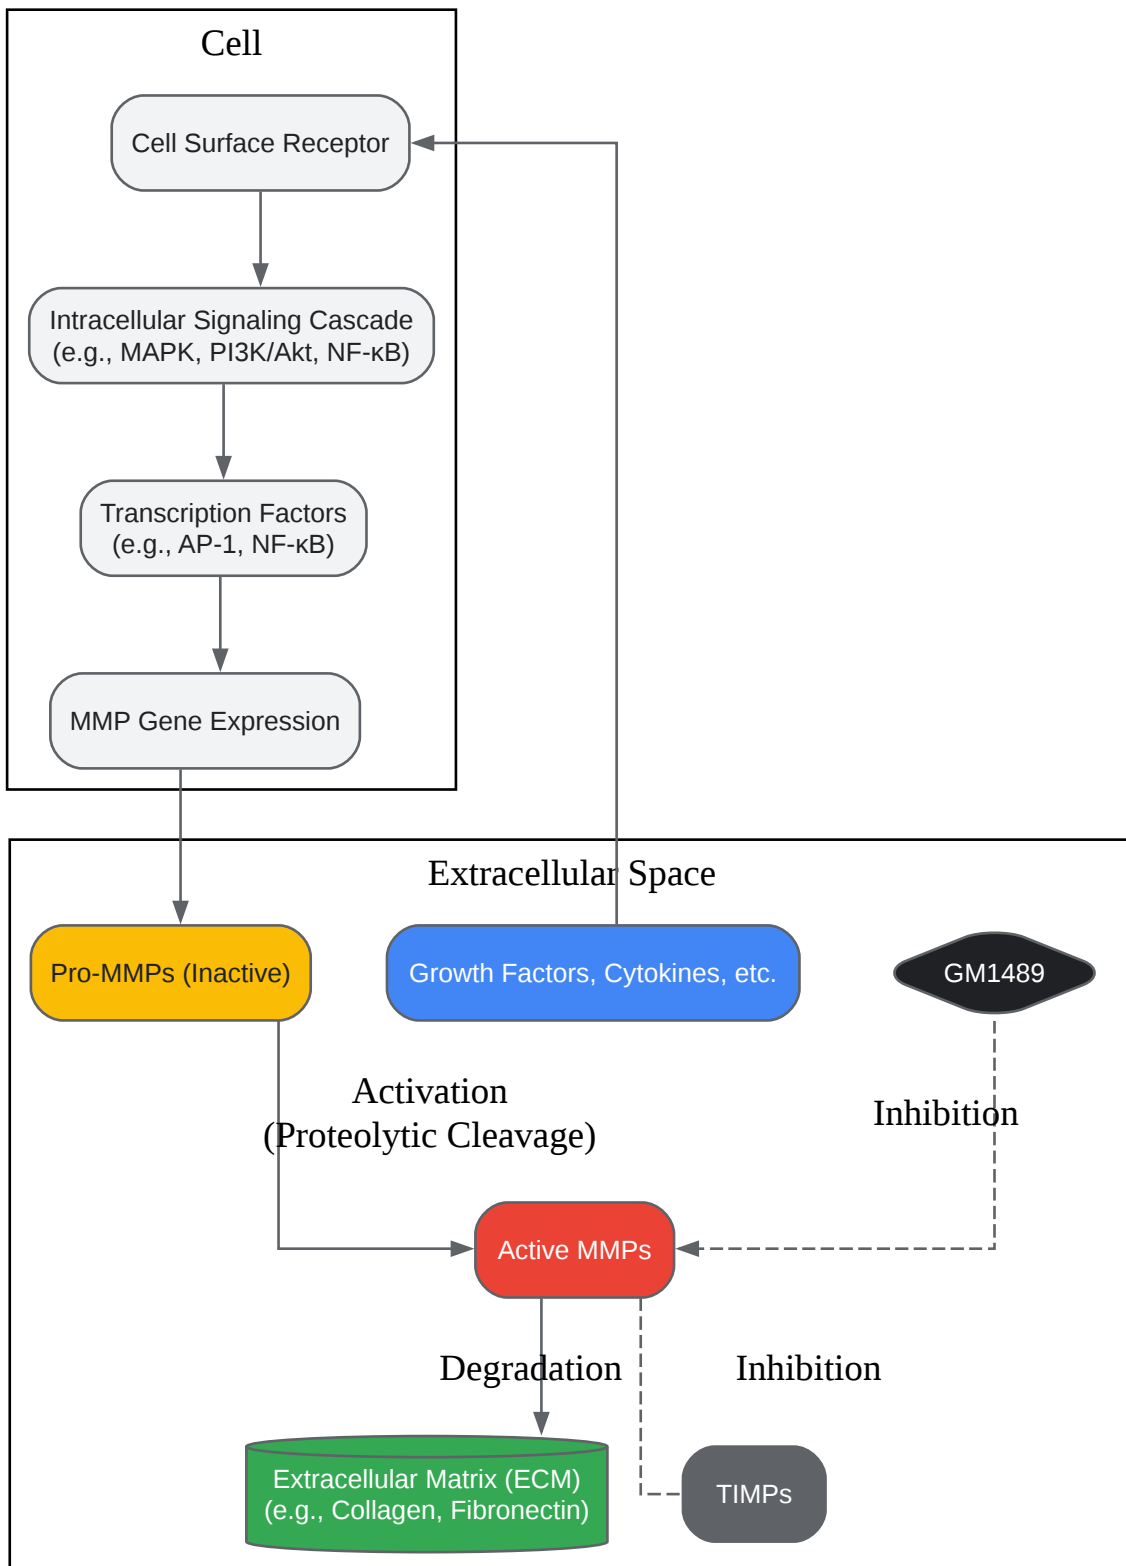 Cell
Cell Surface Receptor
Intracellular Signaling Cascade
(e.g., MAPK, PI3K/Akt, NF-κB)
Transcription Factors
(e.g., AP-1, NF-κB)
MMP Gene Expression
Extracellular Space
Pro-MMPs (Inactive)
Growth Factors, Cytokines, etc.
GM1489
Activation
(Proteolytic Cleavage)
Inhibition
Active MMPs
Degradation
Inhibition
Extracellular Matrix (ECM)
(e.g., Collagen, Fibronectin)
TIMPs